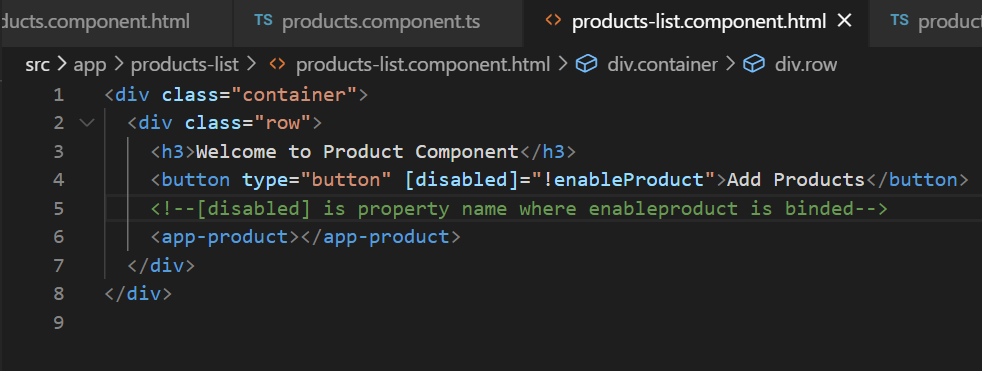 ducts.component.html TS products.component.ts <> products-list.component.html × TS product
src > app > products-list > <> products-list.component.html > div.container > div.row
1 <div class="container">
2 <div class="row">
3 <h3>Welcome to Product Component</h3>
4 <button type="button" [disabled]="!enableProduct">Add Products</button>
5 <!--[disabled] is property name where enableproduct is binded-->
6 <app-product></app-product>
7 </div>
8 </div>
9